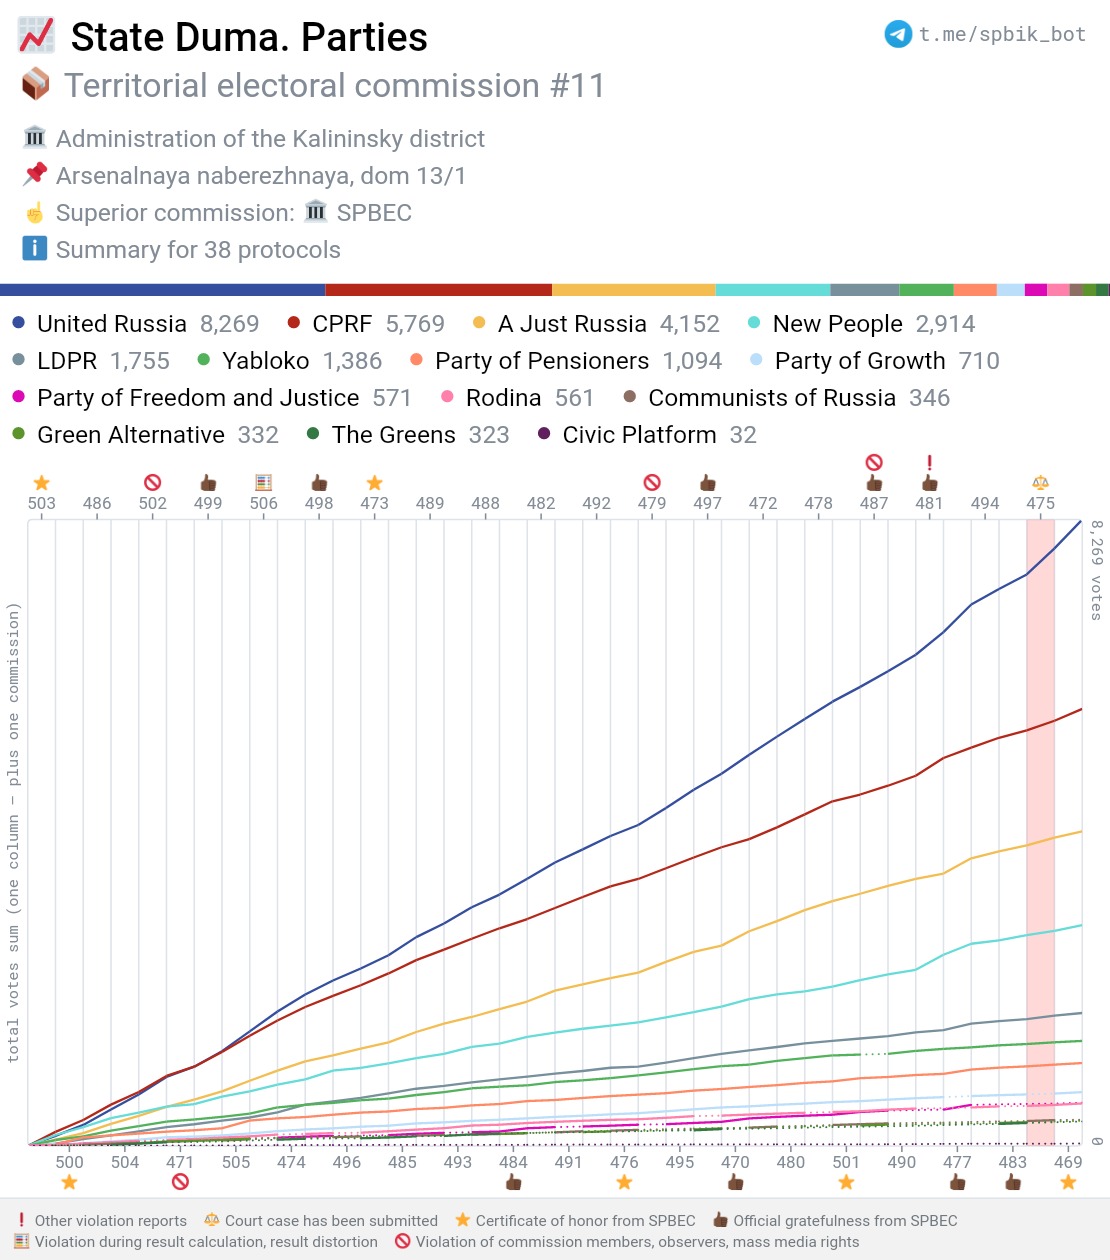 State Duma. Parties
t.me/spbik_bot
Territorial electoral commission #11
Administration of the Kalininsky district
Arsenalnaya naberezhnaya, dom 13/1
Superior commission: SPBEC
Summary for 38 protocols
United Russia 8,269 CPRF 5,769 A Just Russia 4,152 New People 2,914
LDPR 1,755 Yabloko 1,386 Party of Pensioners 1,094 Party of Growth 710
Party of Freedom and Justice 571 Rodina 561 Communists of Russia 346
Green Alternative 332 The Greens 323 Civic Platform 32
503 486 502 499 506 498 473 489 488 482 492 479 497 472 478 487 481 494 475
8,269 votes
total votes sum (one column – plus one commission)
0
500 504 471 505 474 496 485 493 484 491 476 495 470 480 501 490 477 483 469
Other violation reports Court case has been submitted Certificate of honor from SPBEC Official gratefulness from SPBEC
Violation during result calculation, result distortion Violation of commission members, observers, mass media rights